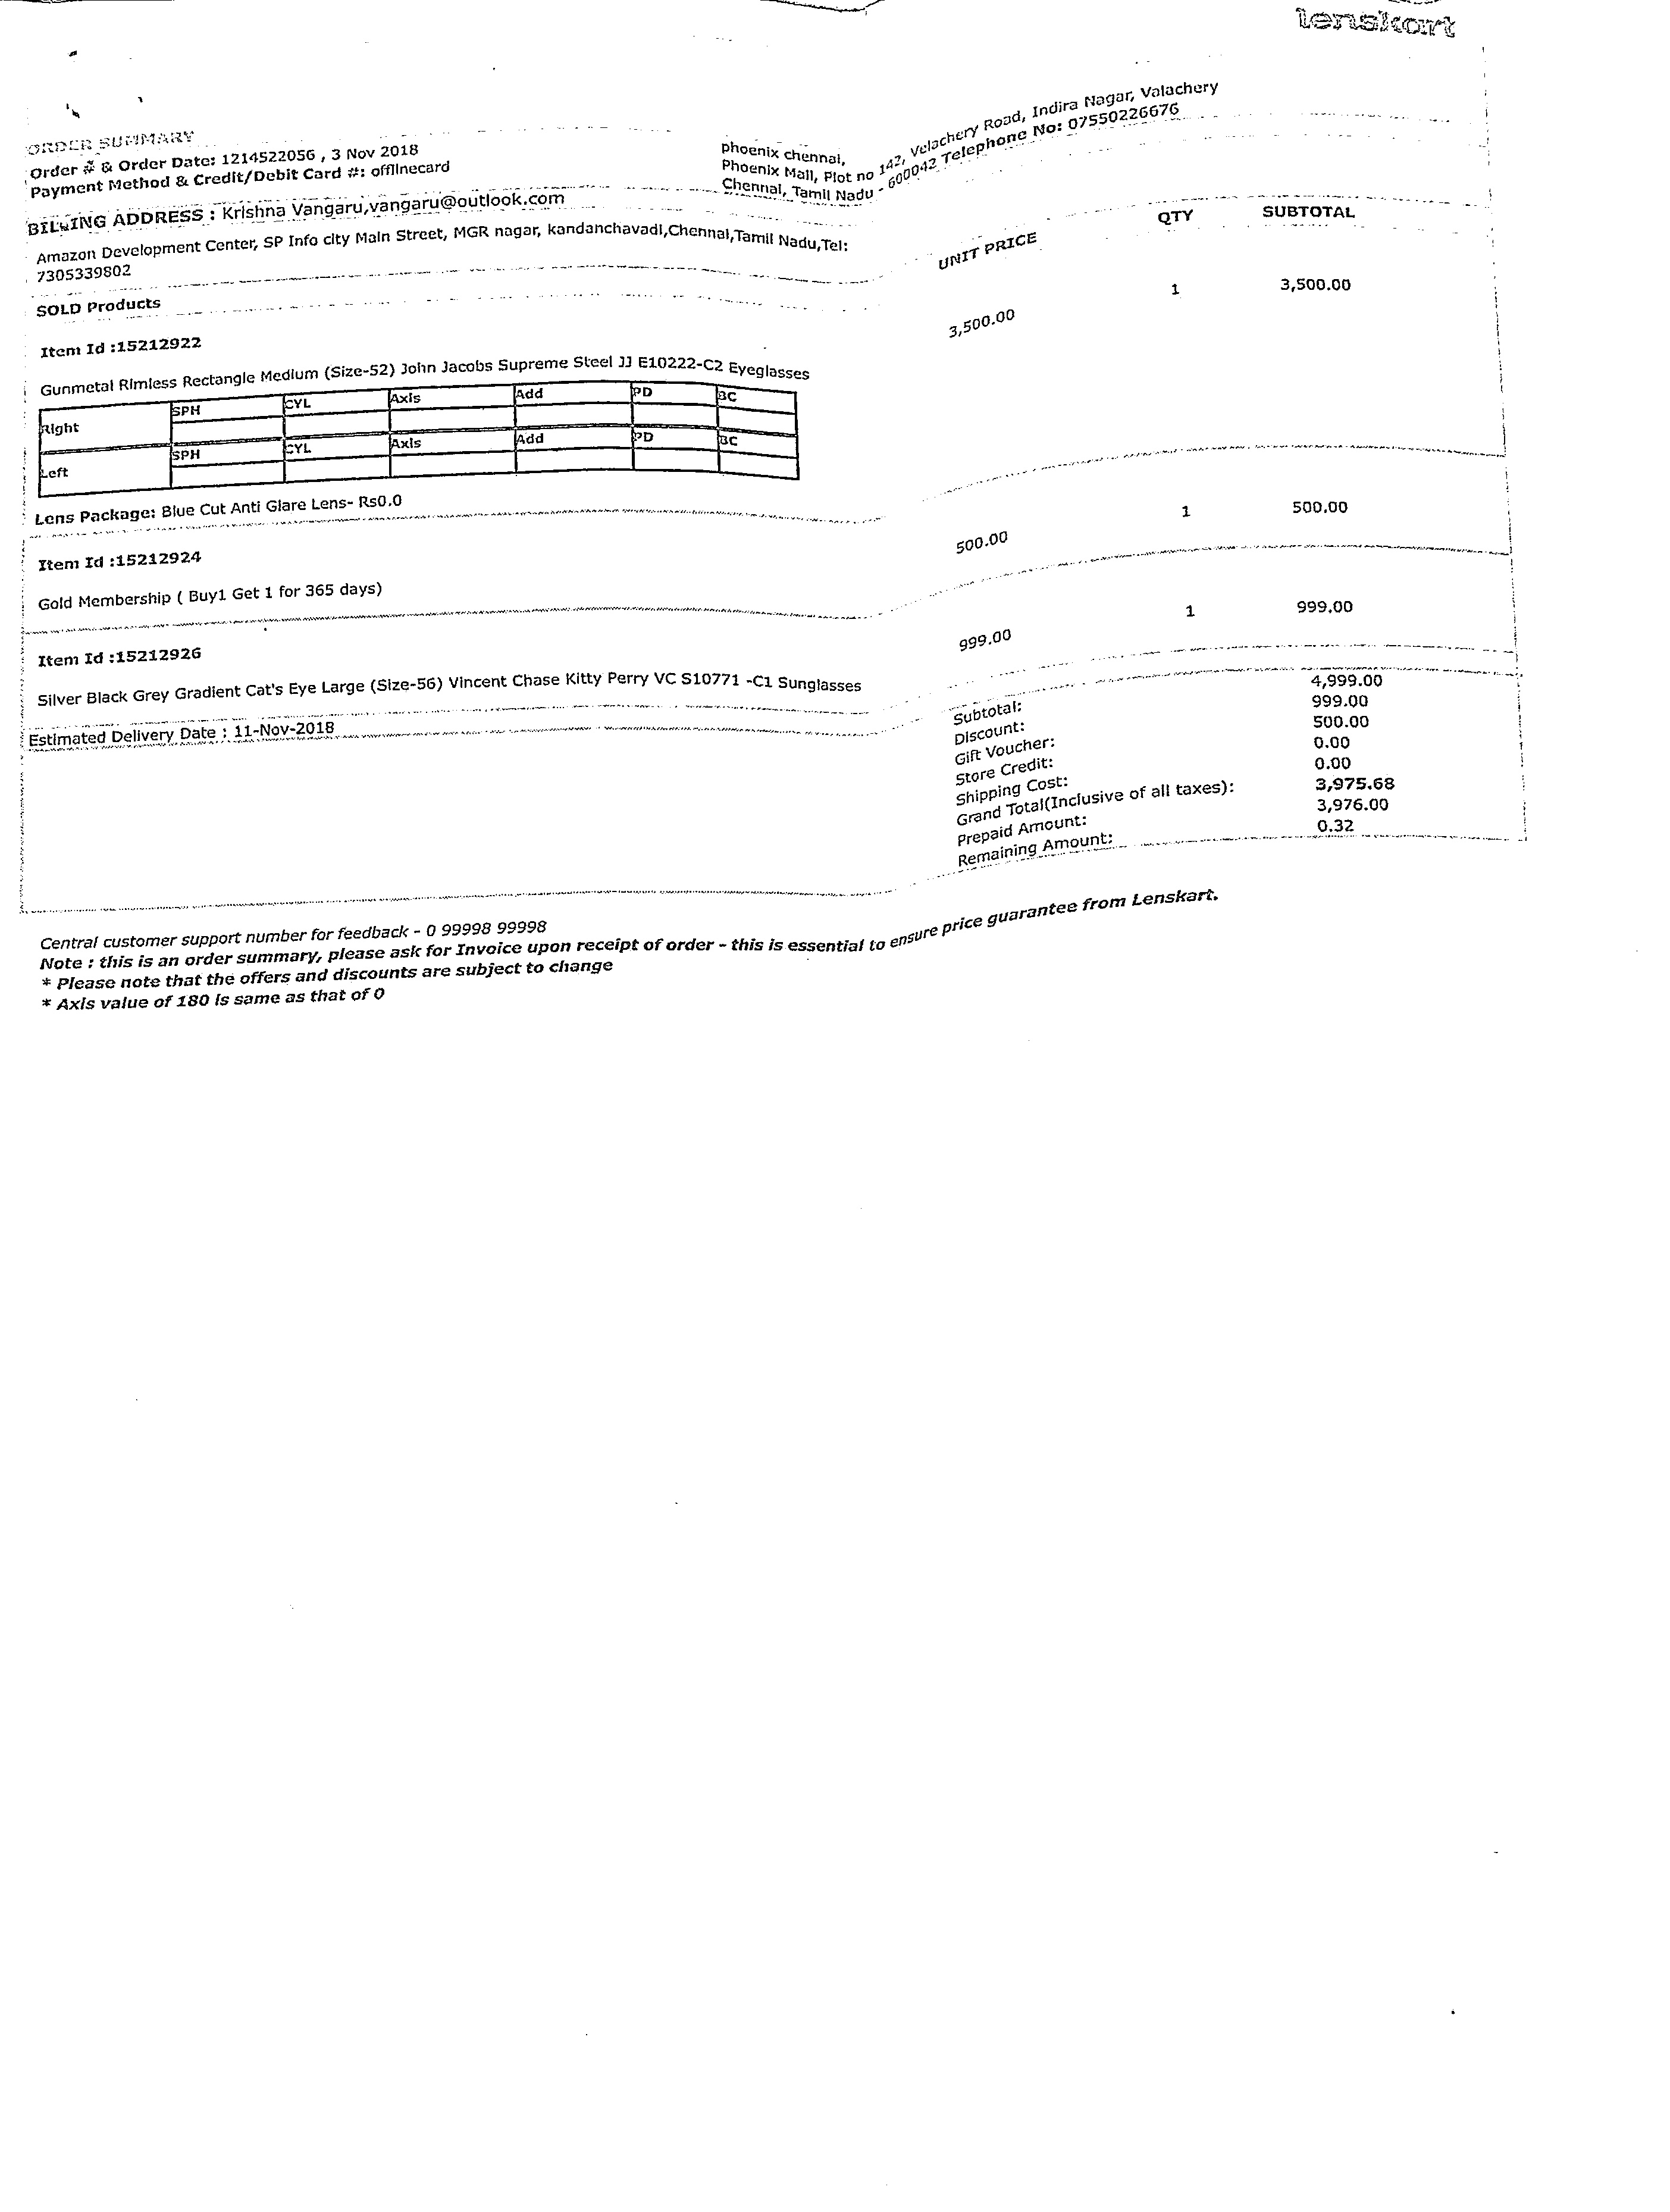 lenskart
ORDER SUMMARY
Order # & Order Date: 1214522056 , 3 Nov 2018
Payment Method & Credit/Debit Card #: offlinecard
phoenix chennai,
Phoenix Mall, Plot no 142, Velachery Road, Indira Nagar, Valachery
Chennai, Tamil Nadu - 600042 Telephone No: 07550226676
BILLING ADDRESS : Krishna Vangaru,vangaru@outlook.com
Amazon Development Center, SP Info city Main Street, MGR nagar, kandanchavadi,Chennai,Tamil Nadu,Tel:
7305339802
SOLD Products UNIT PRICE QTY SUBTOTAL
Item Id :15212922 3,500.00 1 3,500.00
Gunmetal Rimless Rectangle Medium (Size-52) John Jacobs Supreme Steel JJ E10222-C2 Eyeglasses
Right SPH CYL Axis Add PD BC
Left SPH CYL Axis Add PD BC
Lens Package: Blue Cut Anti Glare Lens- Rs0.0
Item Id :15212924 500.00 1 500.00
Gold Membership ( Buy1 Get 1 for 365 days)
Item Id :15212926 999.00 1 999.00
Silver Black Grey Gradient Cat's Eye Large (Size-56) Vincent Chase Kitty Perry VC S10771 -C1 Sunglasses
Estimated Delivery Date : 11-Nov-2018
Subtotal: 4,999.00
Discount: 999.00
Gift Voucher: 500.00
Store Credit: 0.00
Shipping Cost: 0.00
Grand Total(Inclusive of all taxes): 3,975.68
Prepaid Amount: 3,976.00
Remaining Amount: 0.32
Central customer support number for feedback - 0 99998 99998
Note : this is an order summary, please ask for Invoice upon receipt of order - this is essential to ensure price guarantee from Lenskart.
* Please note that the offers and discounts are subject to change
* Axis value of 180 is same as that of 0